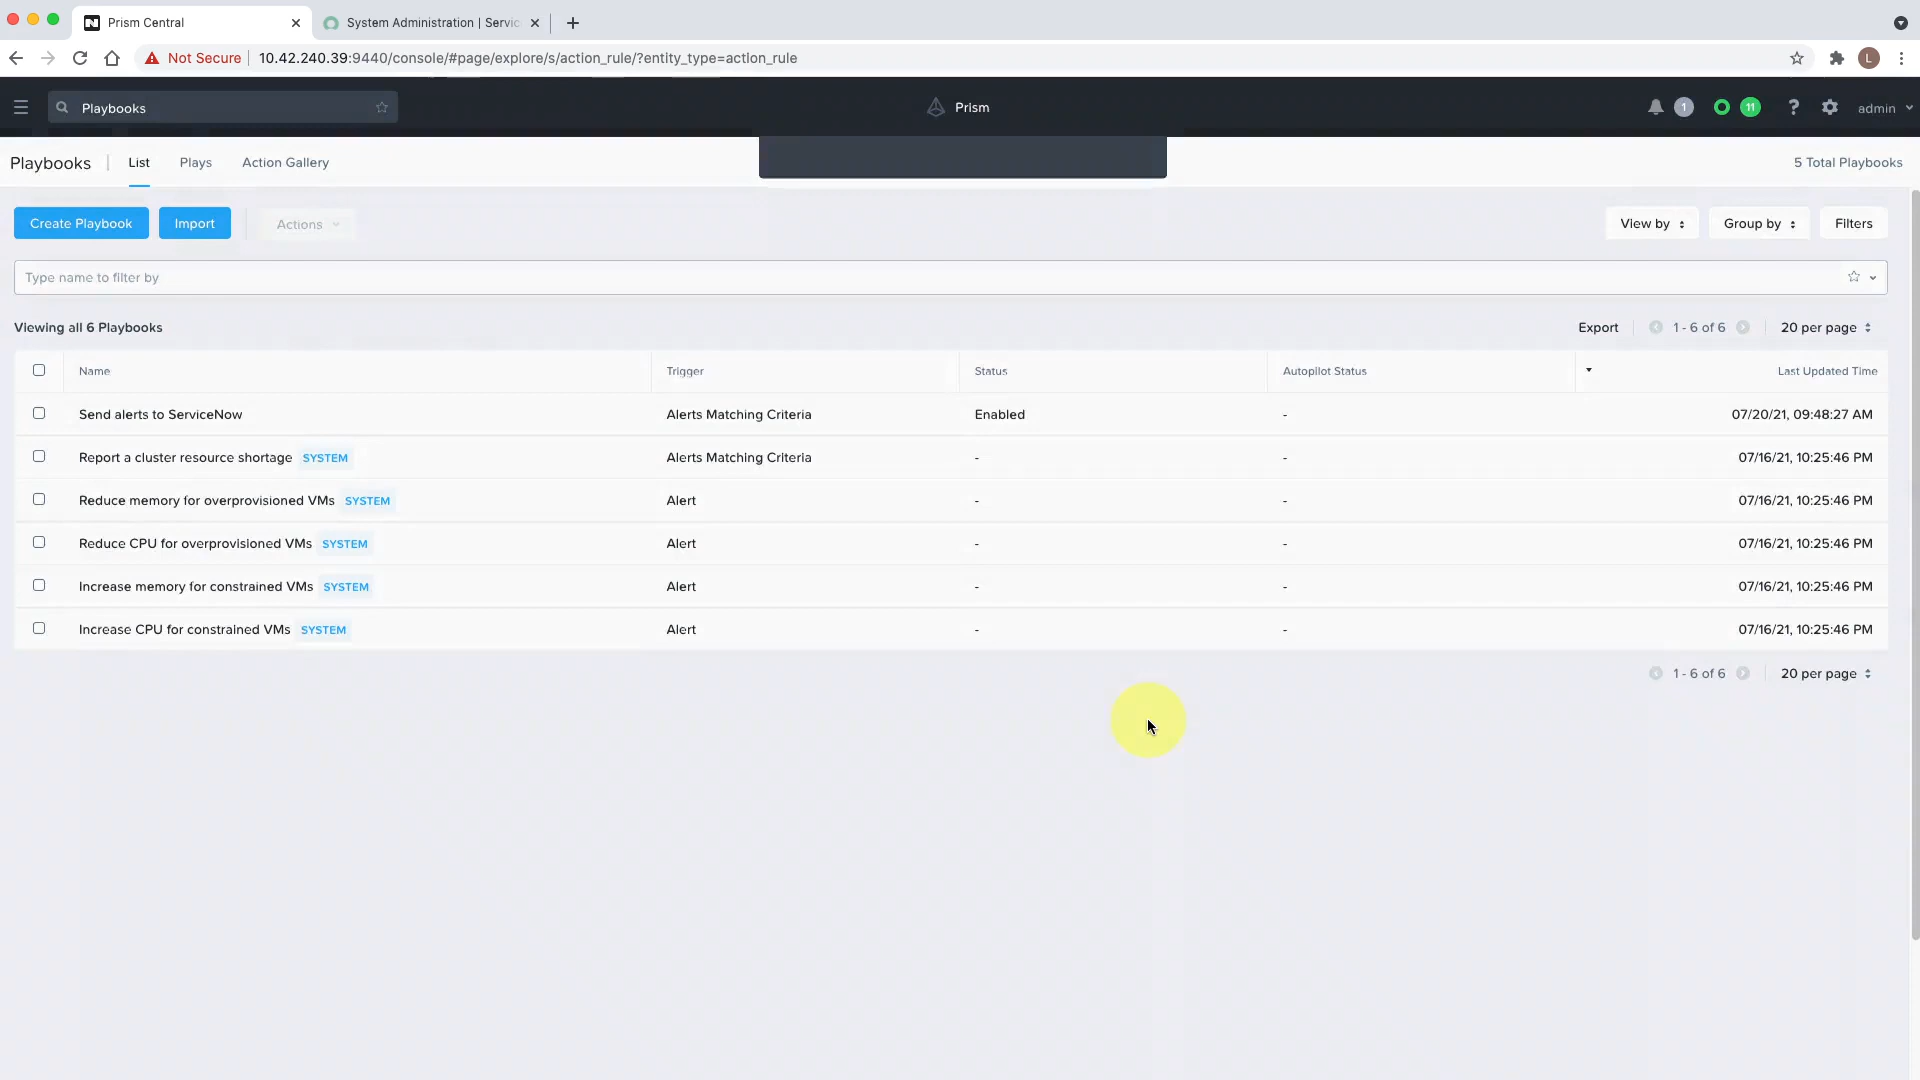 Prism Central
System Administration | Servic
Not Secure 10.42.240.39:9440/console/#page/explore/s/action_rule/?entity_type=action_rule
L
Playbooks
Prism
1
11
?
admin
Playbooks
List
Plays
Action Gallery
5 Total Playbooks
Create Playbook
Import
Actions
View by
Group by
Filters
Type name to filter by
Viewing all 6 Playbooks
Export
1 - 6 of 6
20 per page
Name Trigger Status Autopilot Status Last Updated Time
Send alerts to ServiceNow Alerts Matching Criteria Enabled - 07/20/21, 09:48:27 AM
Report a cluster resource shortage SYSTEM Alerts Matching Criteria - - 07/16/21, 10:25:46 PM
Reduce memory for overprovisioned VMs SYSTEM Alert - - 07/16/21, 10:25:46 PM
Reduce CPU for overprovisioned VMs SYSTEM Alert - - 07/16/21, 10:25:46 PM
Increase memory for constrained VMs SYSTEM Alert - - 07/16/21, 10:25:46 PM
Increase CPU for constrained VMs SYSTEM Alert - - 07/16/21, 10:25:46 PM
1 - 6 of 6
20 per page